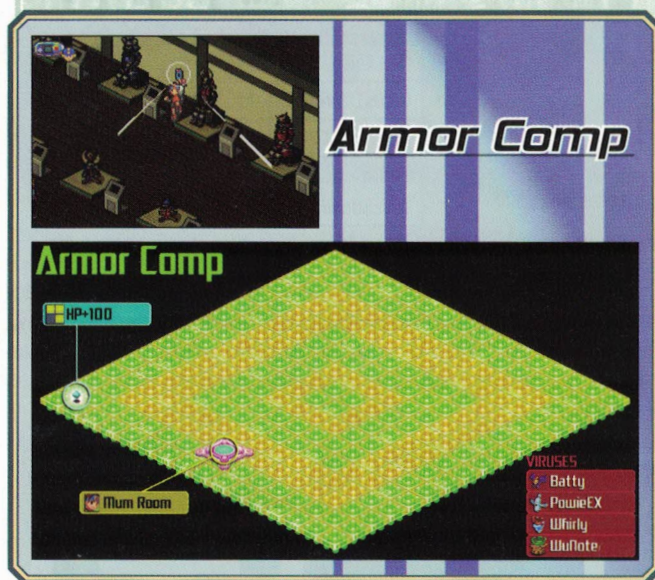 Armor Comp
Armor Comp
HP+100
Mum Room
VIRUSES
Batty
PowieEX
Whirly
WuNote